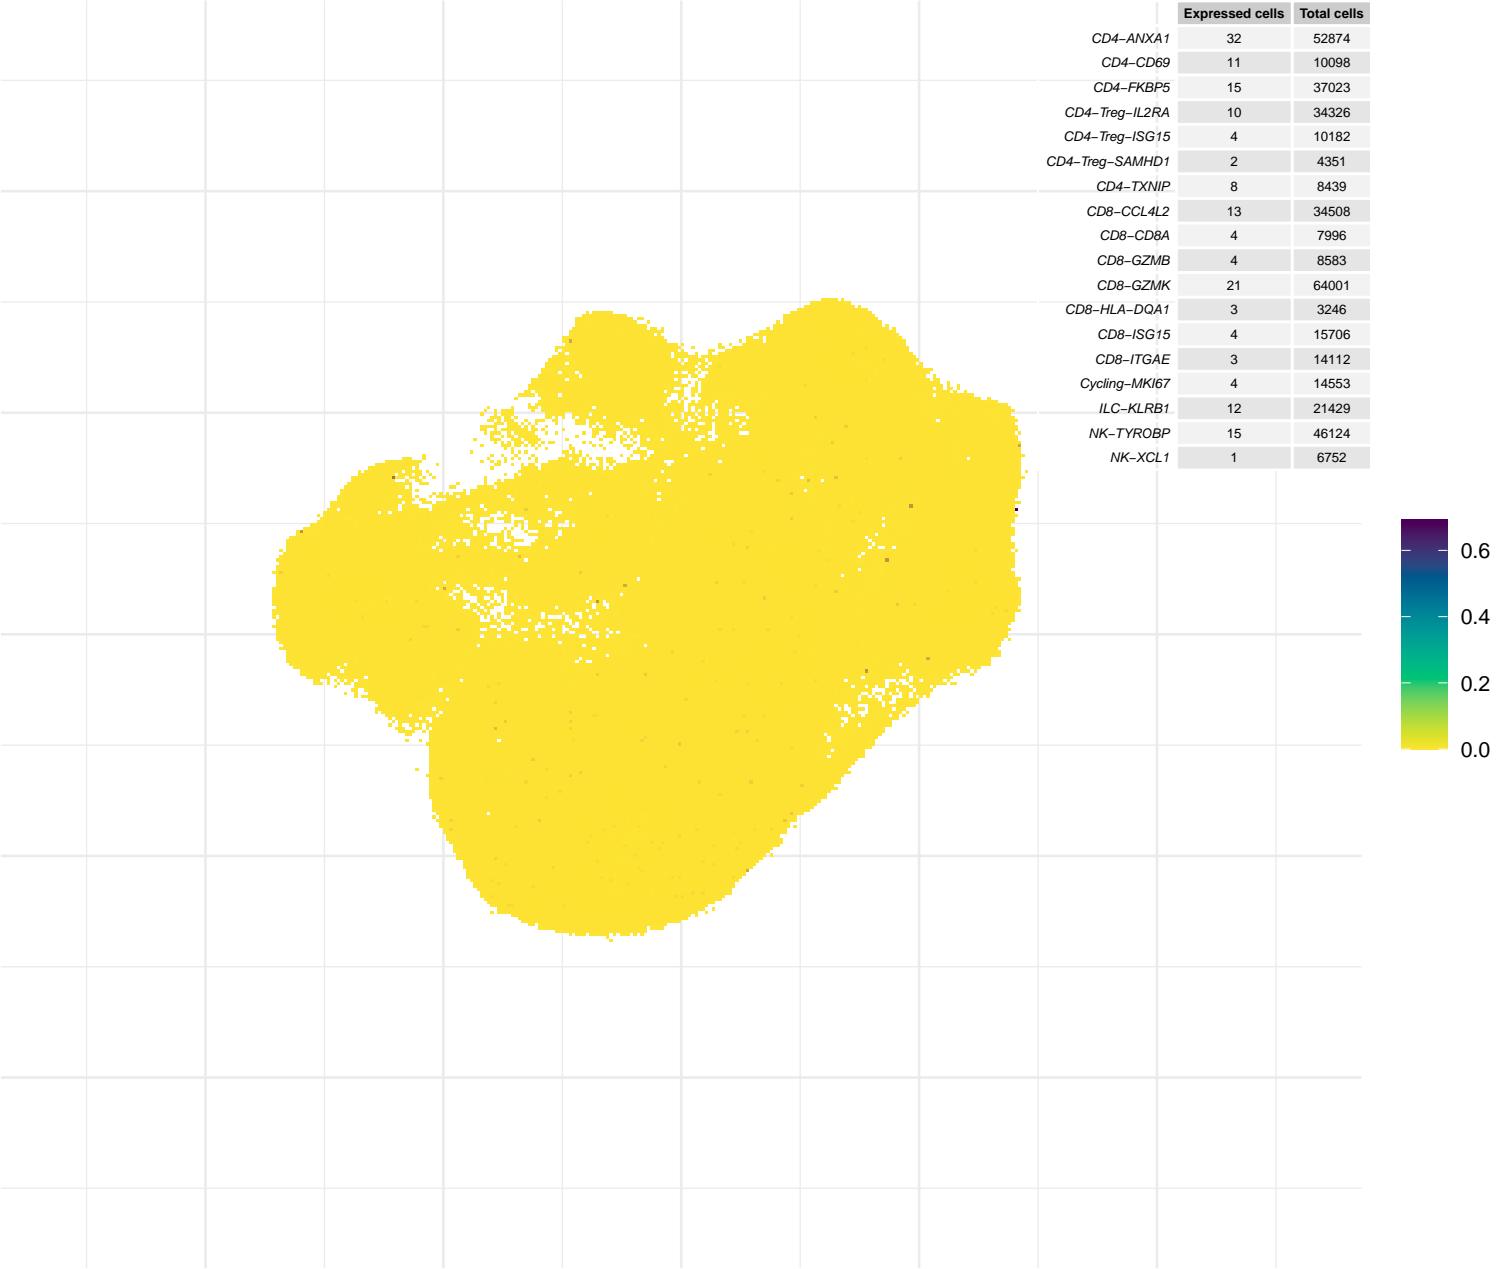 Expressed cells Total cells
CD4−ANXA1 32 52874
CD4−CD69 11 10098
CD4−FKBP5 15 37023
CD4−Treg−IL2RA 10 34326
CD4−Treg−ISG15 4 10182
CD4−Treg−SAMHD1 2 4351
CD4−TXNIP 8 8439
CD8−CCL4L2 13 34508
CD8−CD8A 4 7996
CD8−GZMB 4 8583
CD8−GZMK 21 64001
CD8−HLA−DQA1 3 3246
CD8−ISG15 4 15706
CD8−ITGAE 3 14112
Cycling−MKI67 4 14553
ILC−KLRB1 12 21429
NK−TYROBP 15 46124
NK−XCL1 1 6752
0.6
0.4
0.2
0.0